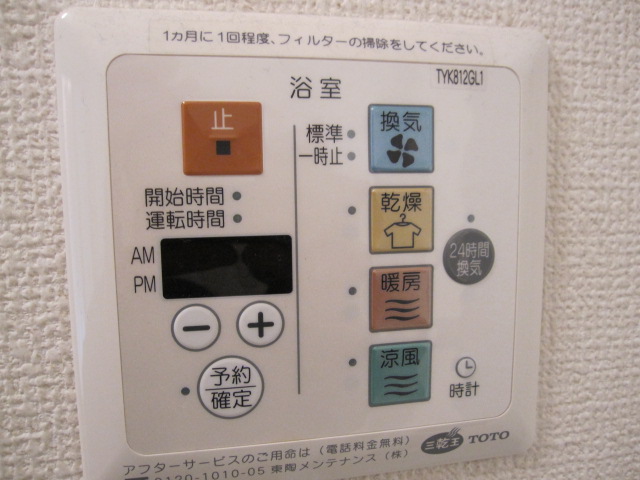 1カ月に1回程度、フィルターの掃除をしてください。
TYK812GL1
浴室
止
標準
一時止
換気
開始時間
運転時間
乾燥
AM
PM
24時間
換気
暖房
− +
予約
確定
涼風
時計
三乾王 TOTO
アフターサービスのご用命は（電話料金無料）
0120-1010-05 東陶メンテナンス（株）